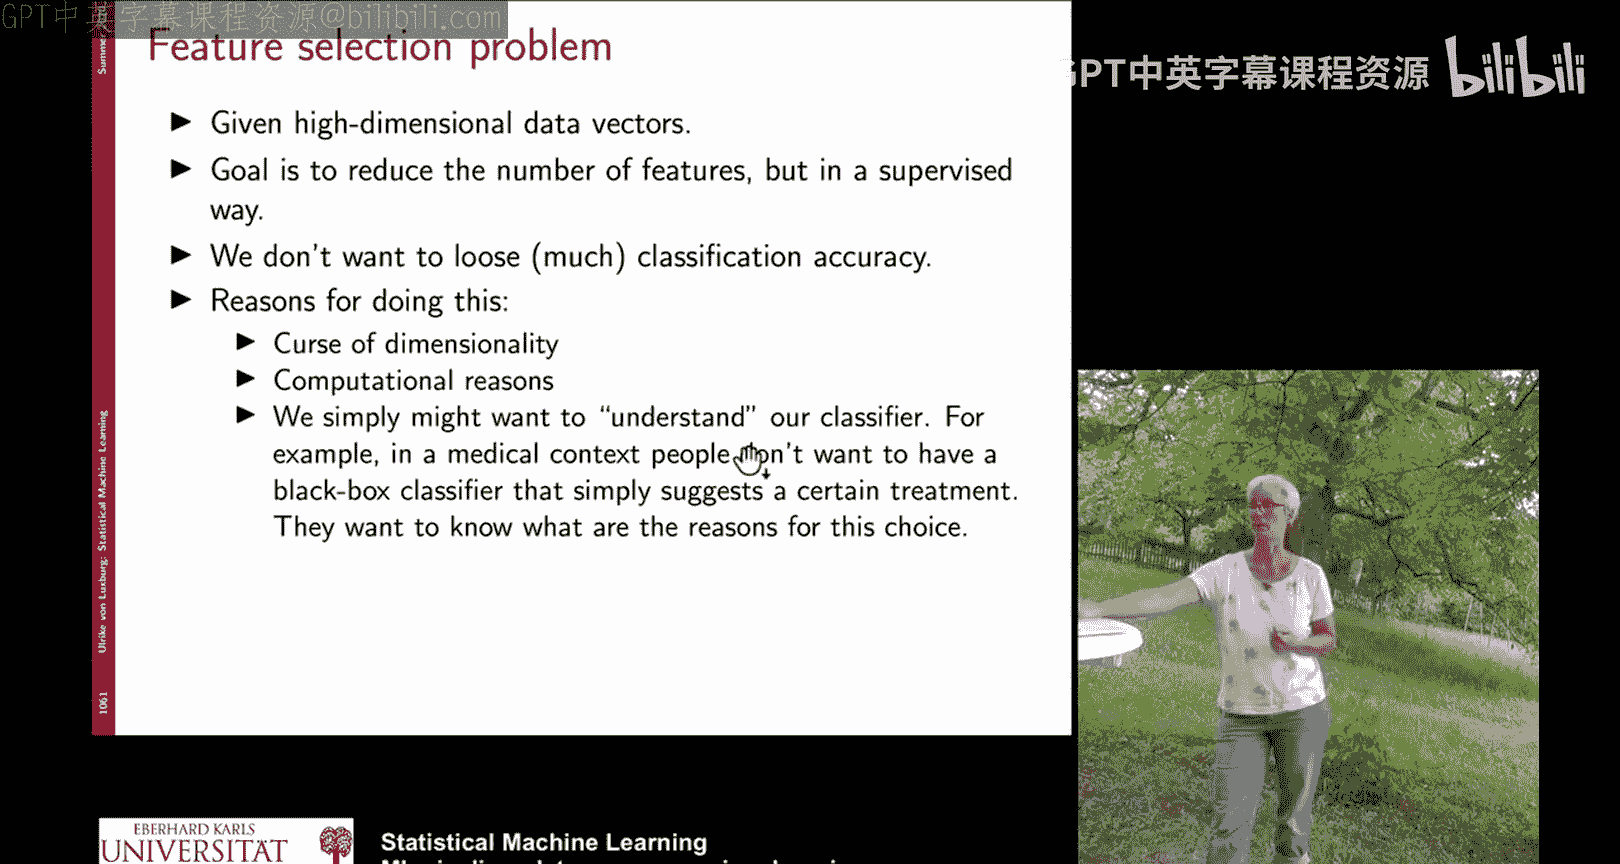 GPT中英字幕课程资源@bilibili.com
Feature selection problem
GPT中英字幕课程资源 bilibili
▶ Given high-dimensional data vectors.
▶ Goal is to reduce the number of features, but in a supervised
way.
▶ We don't want to loose (much) classification accuracy.
▶ Reasons for doing this:
▶ Curse of dimensionality
▶ Computational reasons
▶ We simply might want to "understand" our classifier. For
example, in a medical context people don't want to have a
black-box classifier that simply suggests a certain treatment.
They want to know what are the reasons for this choice.
Ulrike von Luxburg: Statistical Machine Learning
1061
EBERHARD KARLS
UNIVERSITÄT
Statistical Machine Learning